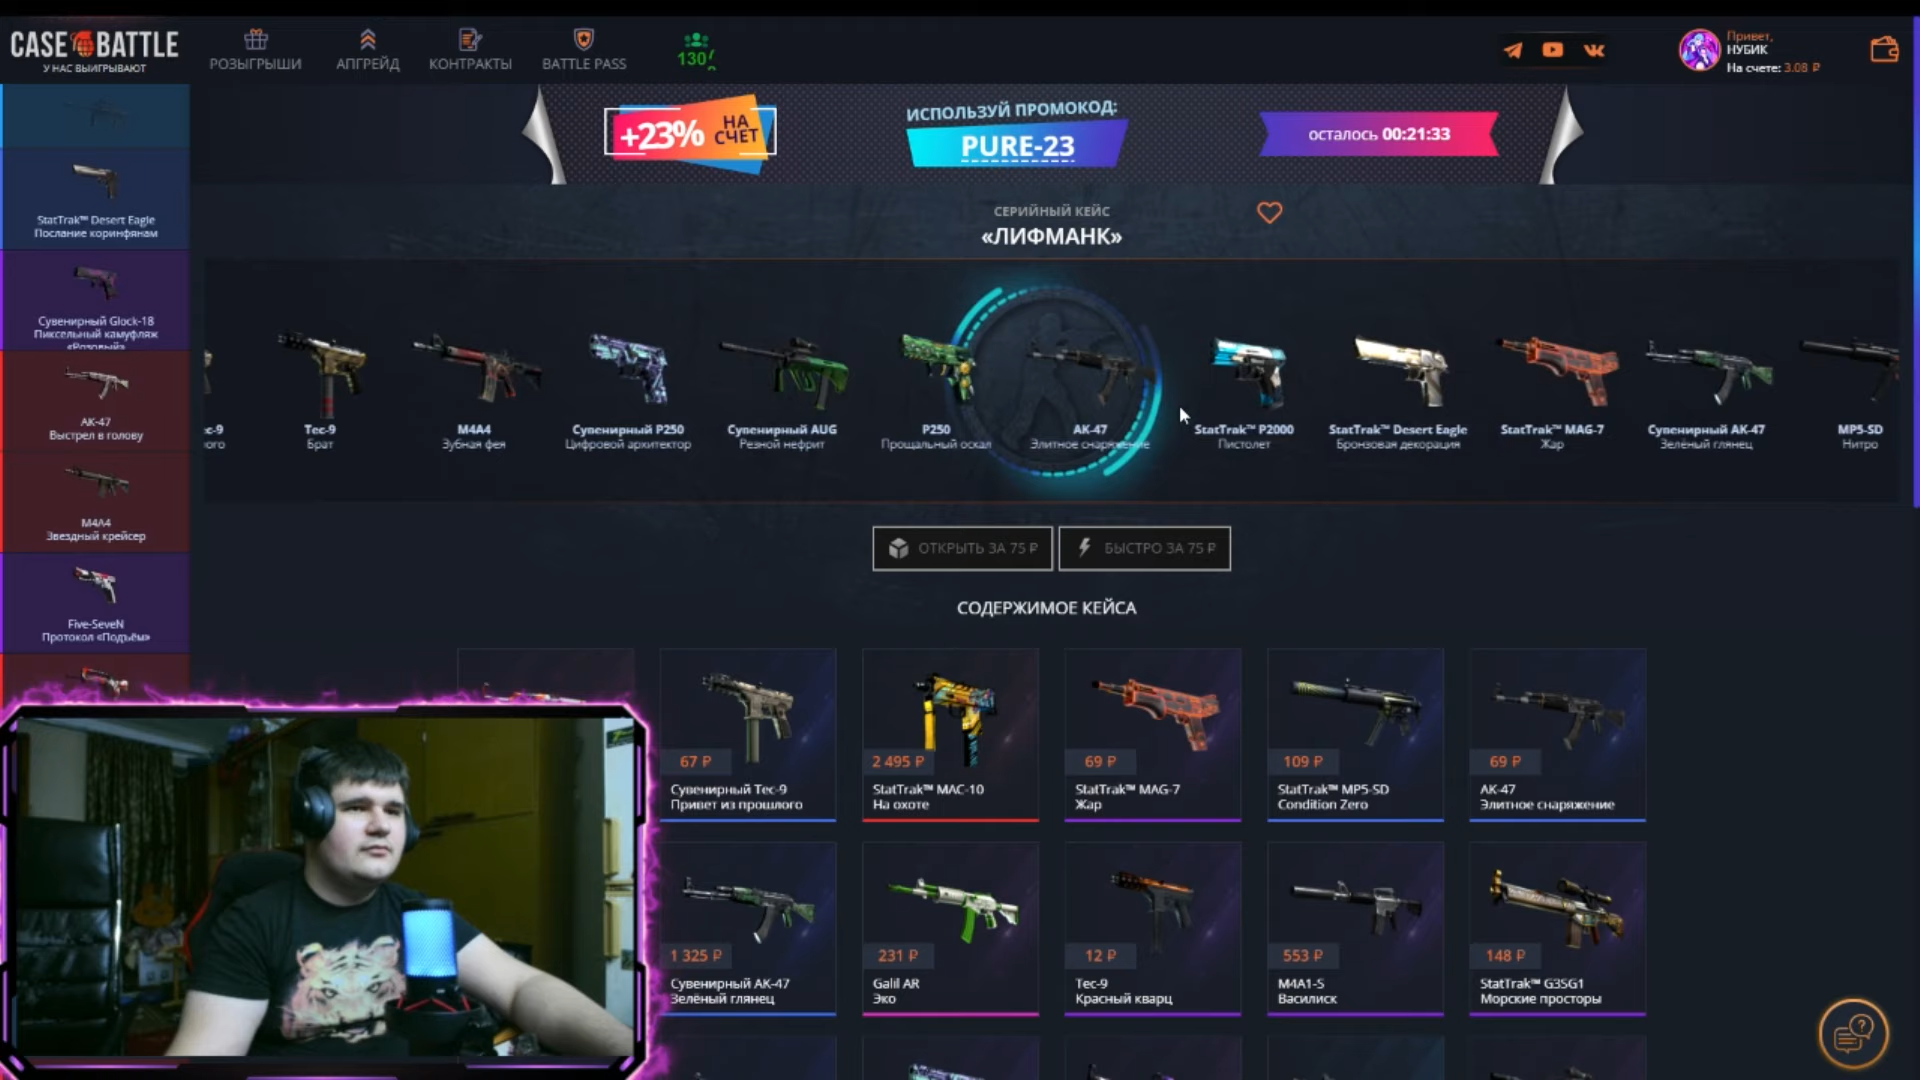 CASE BATTLE
У НАС ВЫИГРЫВАЮТ
РОЗЫГРЫШИ
АПГРЕЙД
КОНТРАКТЫ
BATTLE PASS
Привет,
НУБИК
На счете: 3.08 ₽
+23% НА СЧЕТ
ИСПОЛЬЗУЙ ПРОМОКОД:
PURE-23
осталось 00:21:33
StatTrak™ Desert Eagle
Послание коринфянам
Сувенирный Glock-18
Пиксельный камуфляж
«Розовый»
AK-47
Выстрел в голову
M4A4
Звездный крейсер
Five-SeveN
Протокол «Подъём»
СЕРИЙНЫЙ КЕЙС
«ЛИФМАНК»
Tec-9
Брат
M4A4
Зубная фея
Сувенирный P250
Цифровой архитектор
Сувенирный AUG
Резной нефрит
P250
Прощальный оскал
AK-47
Элитное снаряжение
StatTrak™ P2000
Пистолет
StatTrak™ Desert Eagle
Бронзовая декорация
StatTrak™ MAG-7
Жар
Сувенирный AK-47
Зелёный глянец
MP5-SD
Нитро
ОТКРЫТЬ ЗА 75 ₽
БЫСТРО ЗА 75 ₽
СОДЕРЖИМОЕ КЕЙСА
67 ₽
Сувенирный Tec-9
Привет из прошлого
2 495 ₽
StatTrak™ MAC-10
На охоте
69 ₽
StatTrak™ MAG-7
Жар
109 ₽
StatTrak™ MP5-SD
Condition Zero
69 ₽
AK-47
Элитное снаряжение
1 325 ₽
Сувенирный AK-47
Зелёный глянец
231 ₽
Galil AR
Эко
12 ₽
Tec-9
Красный кварц
553 ₽
M4A1-S
Василиск
148 ₽
StatTrak™ G3SG1
Морские просторы